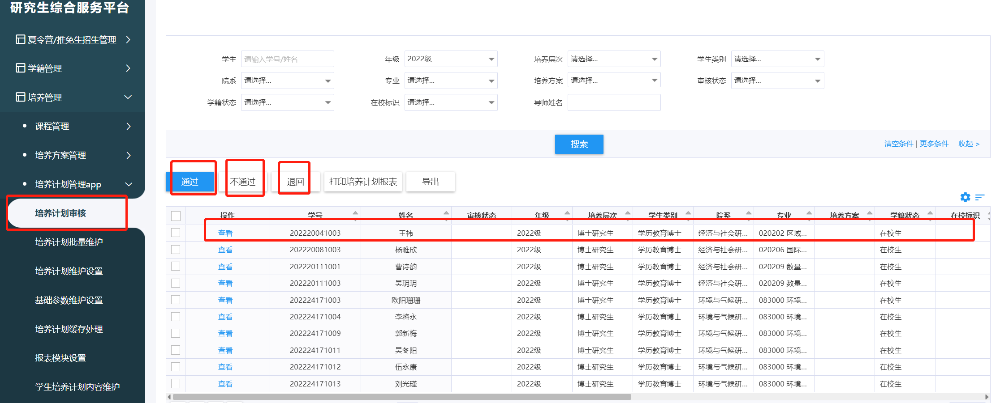 研究生综合服务平台
夏令营/推免生招生管理
学籍管理
培养管理
课程管理
培养方案管理
培养计划管理app
培养计划审核
培养计划批量维护
培养计划维护设置
基础参数维护设置
培养计划缓存处理
报表模块设置
学生培养计划内容维护
学生 请输入学号/姓名 年级 2022级 培养层次 请选择... 学生类别 请选择...
院系 请选择... 专业 请选择... 培养方案 请选择... 审核状态 请选择...
学籍状态 请选择... 在校标识 请选择... 导师姓名
搜索 清空条件 | 更多条件 收起 >
通过 不通过 退回 打印培养计划报表 导出
操作 学号 姓名 审核状态 年级 培养层次 学生类别 院系 专业 培养方案 学籍状态 在校标识
查看 202220041003 王祎 2022级 博士研究生 学历教育博士 经济与社会研... 020202 区域... 在校生
查看 202220081003 杨雅欣 2022级 博士研究生 学历教育博士 经济与社会研... 020206 国际... 在校生
查看 202220111001 曹诗韵 2022级 博士研究生 学历教育博士 经济与社会研... 020209 数量... 在校生
查看 202220111003 吴玥玥 2022级 博士研究生 学历教育博士 经济与社会研... 020209 数量... 在校生
查看 202224171003 欧阳珊珊 2022级 博士研究生 学历教育博士 环境与气候研... 083000 环境... 在校生
查看 202224171004 李将永 2022级 博士研究生 学历教育博士 环境与气候研... 083000 环境... 在校生
查看 202224171009 郭新梅 2022级 博士研究生 学历教育博士 环境与气候研... 083000 环境... 在校生
查看 202224171011 吴冬阳 2022级 博士研究生 学历教育博士 环境与气候研... 083000 环境... 在校生
查看 202224171012 伍永康 2022级 博士研究生 学历教育博士 环境与气候研... 083000 环境... 在校生
查看 202224171013 刘光瑾 2022级 博士研究生 学历教育博士 环境与气候研... 083000 环境... 在校生